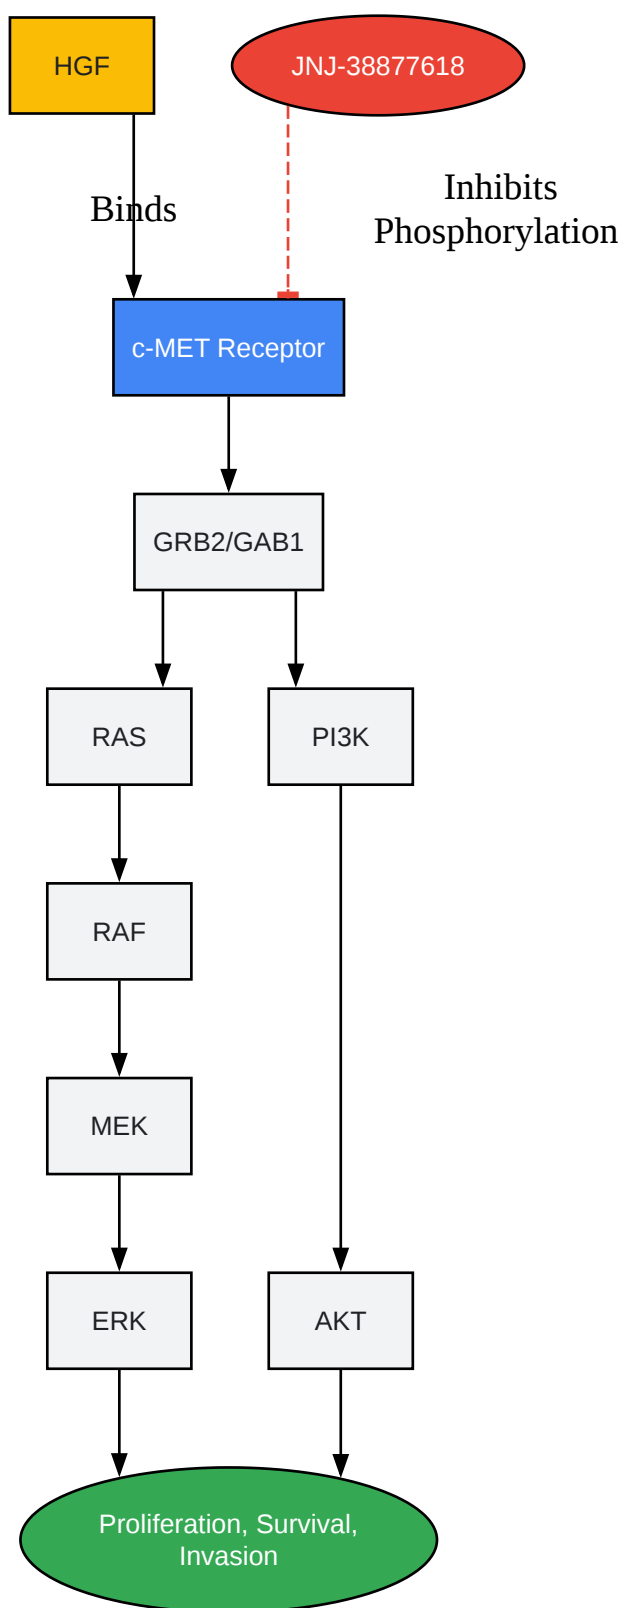 HGF
JNJ-38877618
Binds
Inhibits
Phosphorylation
c-MET Receptor
GRB2/GAB1
RAS
PI3K
RAF
MEK
ERK
AKT
Proliferation, Survival,
Invasion